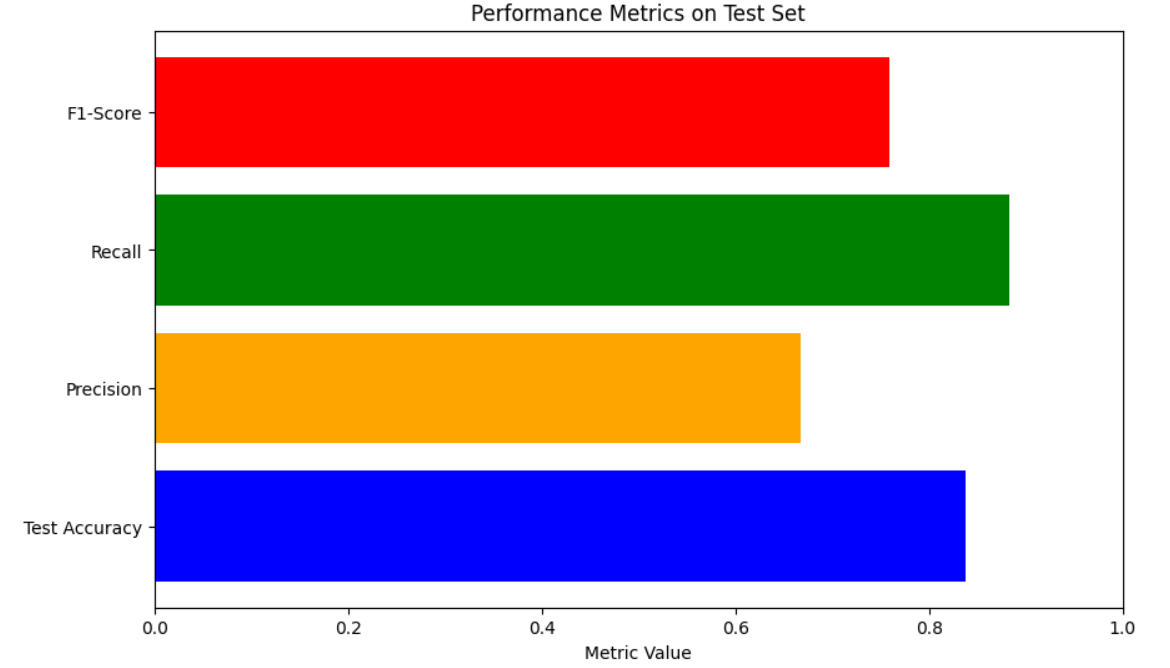 Performance Metrics on Test Set
F1-Score
Recall
Precision
Test Accuracy
0.0 0.2 0.4 0.6 0.8 1.0
Metric Value